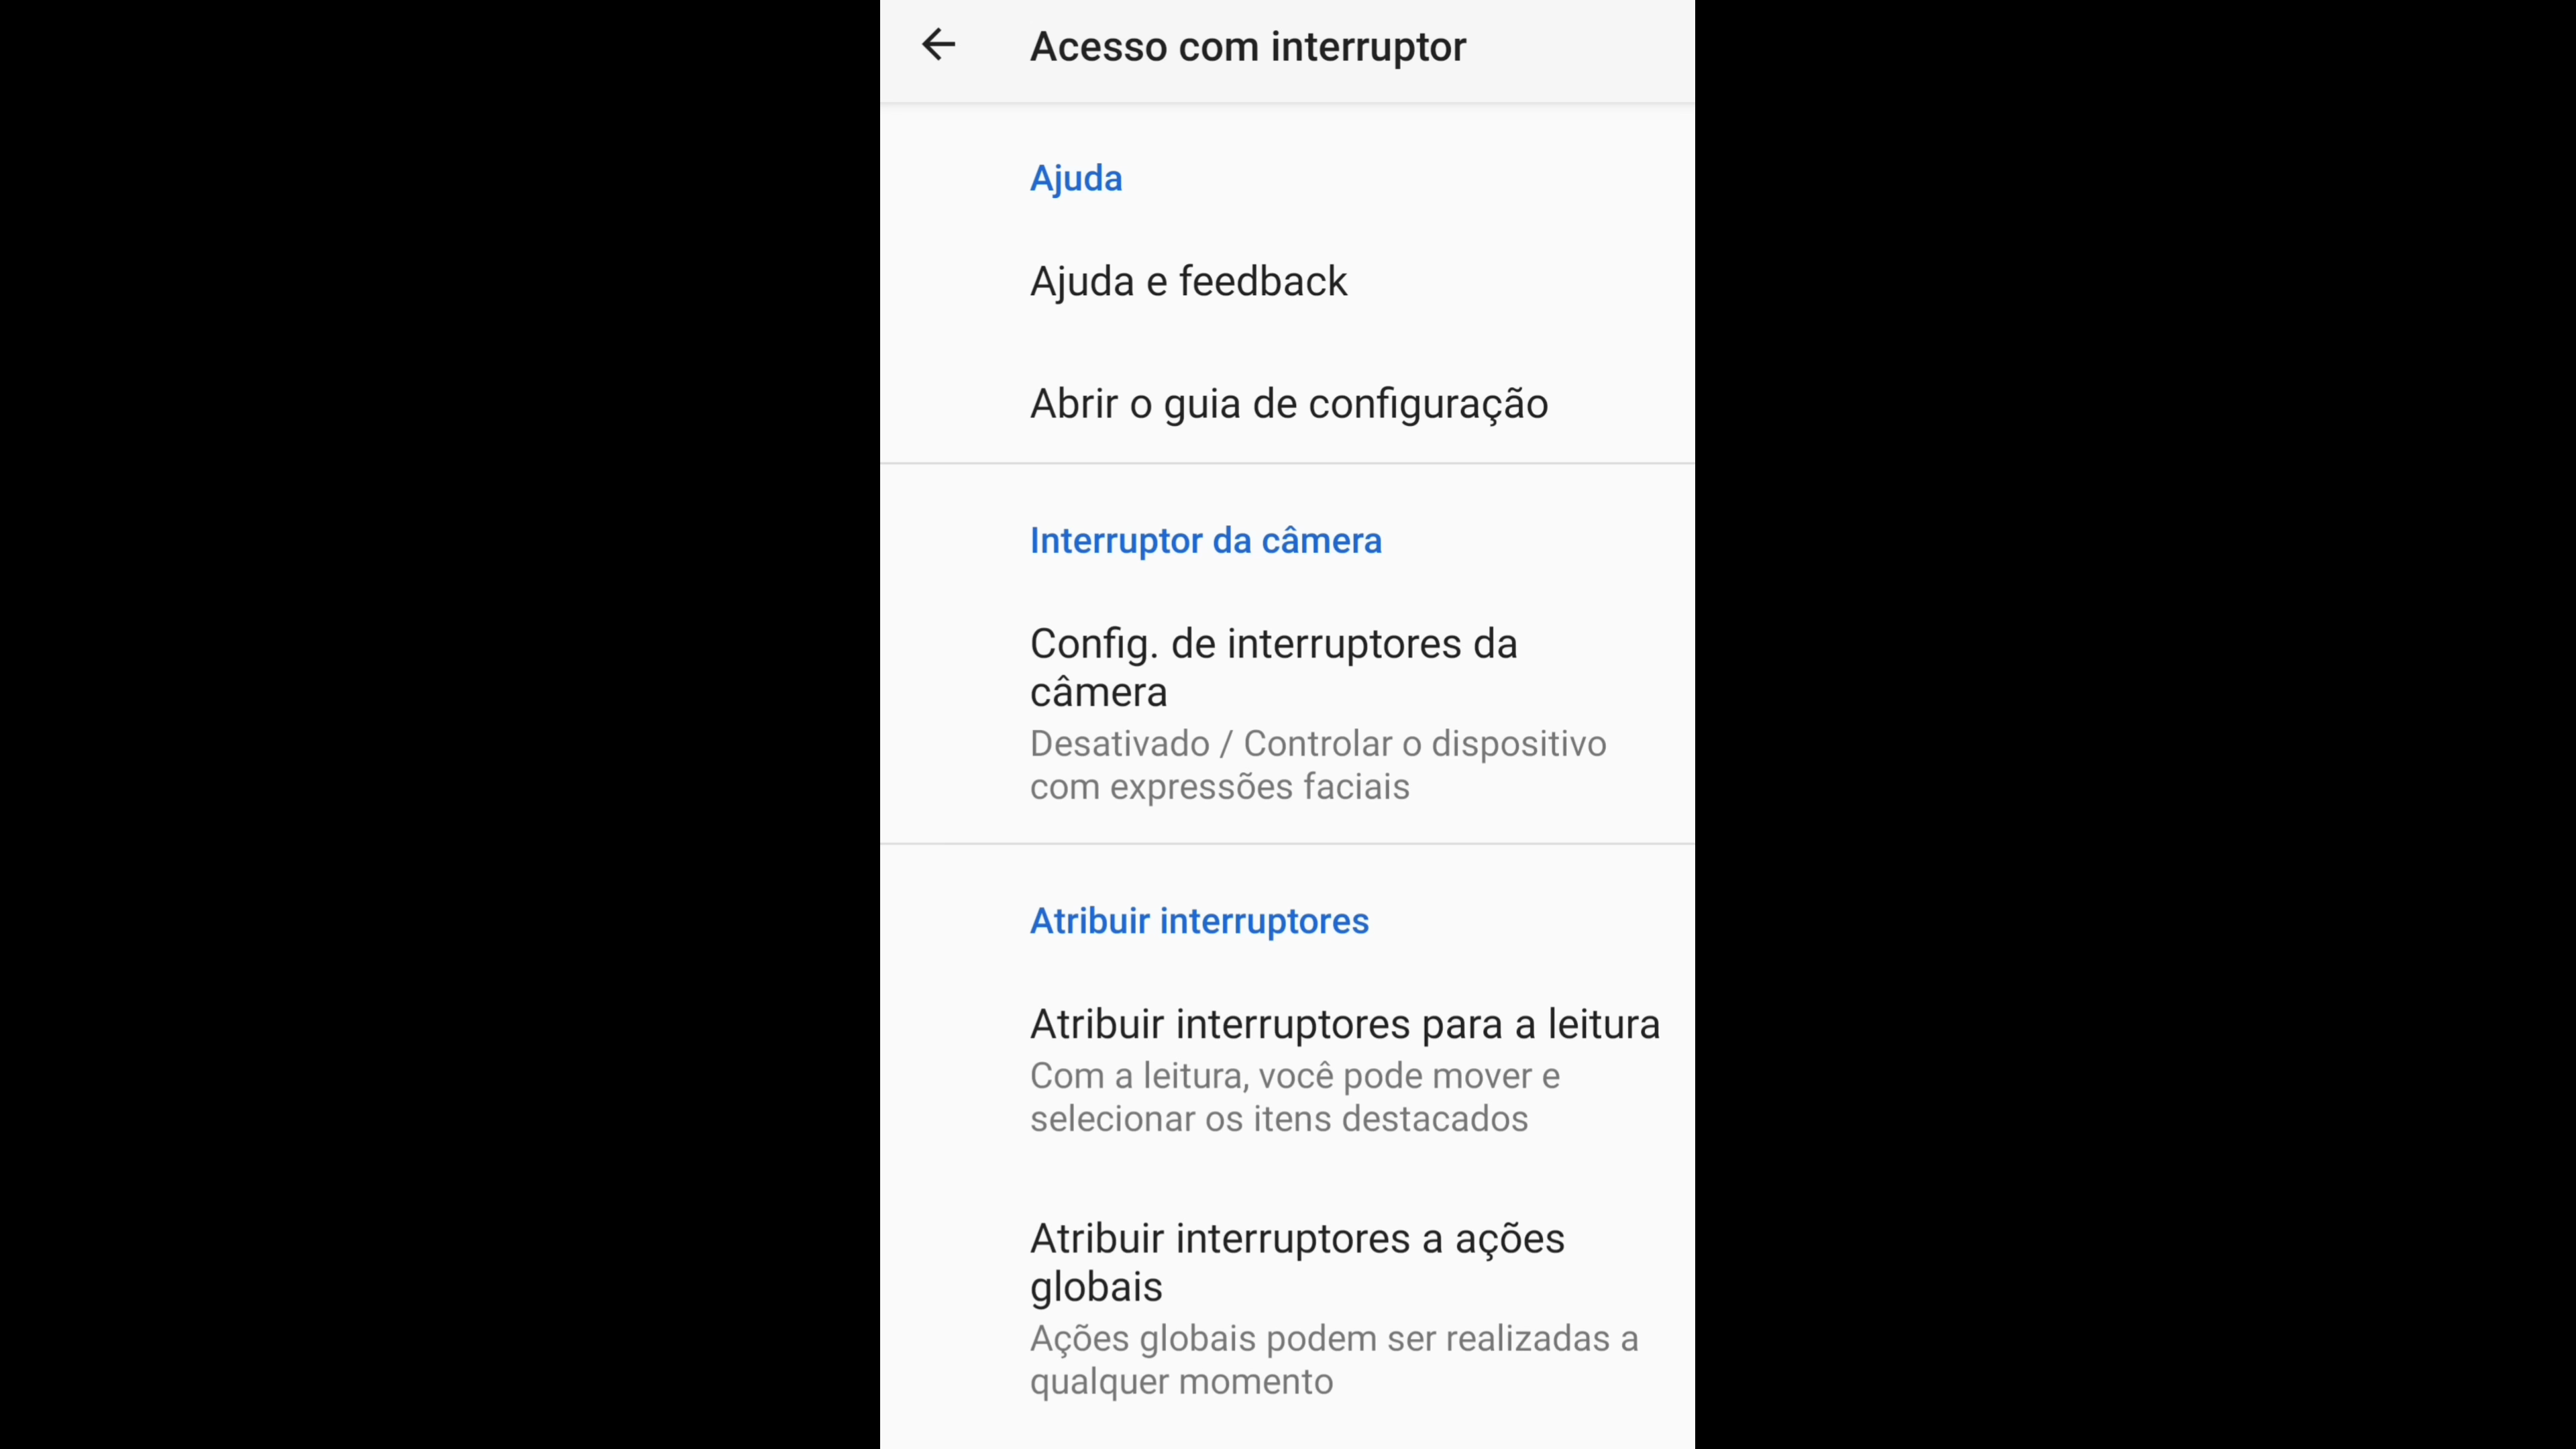 Acesso com interruptor
Ajuda
Ajuda e feedback
Abrir o guia de configuração
Interruptor da câmera
Config. de interruptores da
câmera
Desativado / Controlar o dispositivo
com expressões faciais
Atribuir interruptores
Atribuir interruptores para a leitura
Com a leitura, você pode mover e
selecionar os itens destacados
Atribuir interruptores a ações
globais
Ações globais podem ser realizadas a
qualquer momento